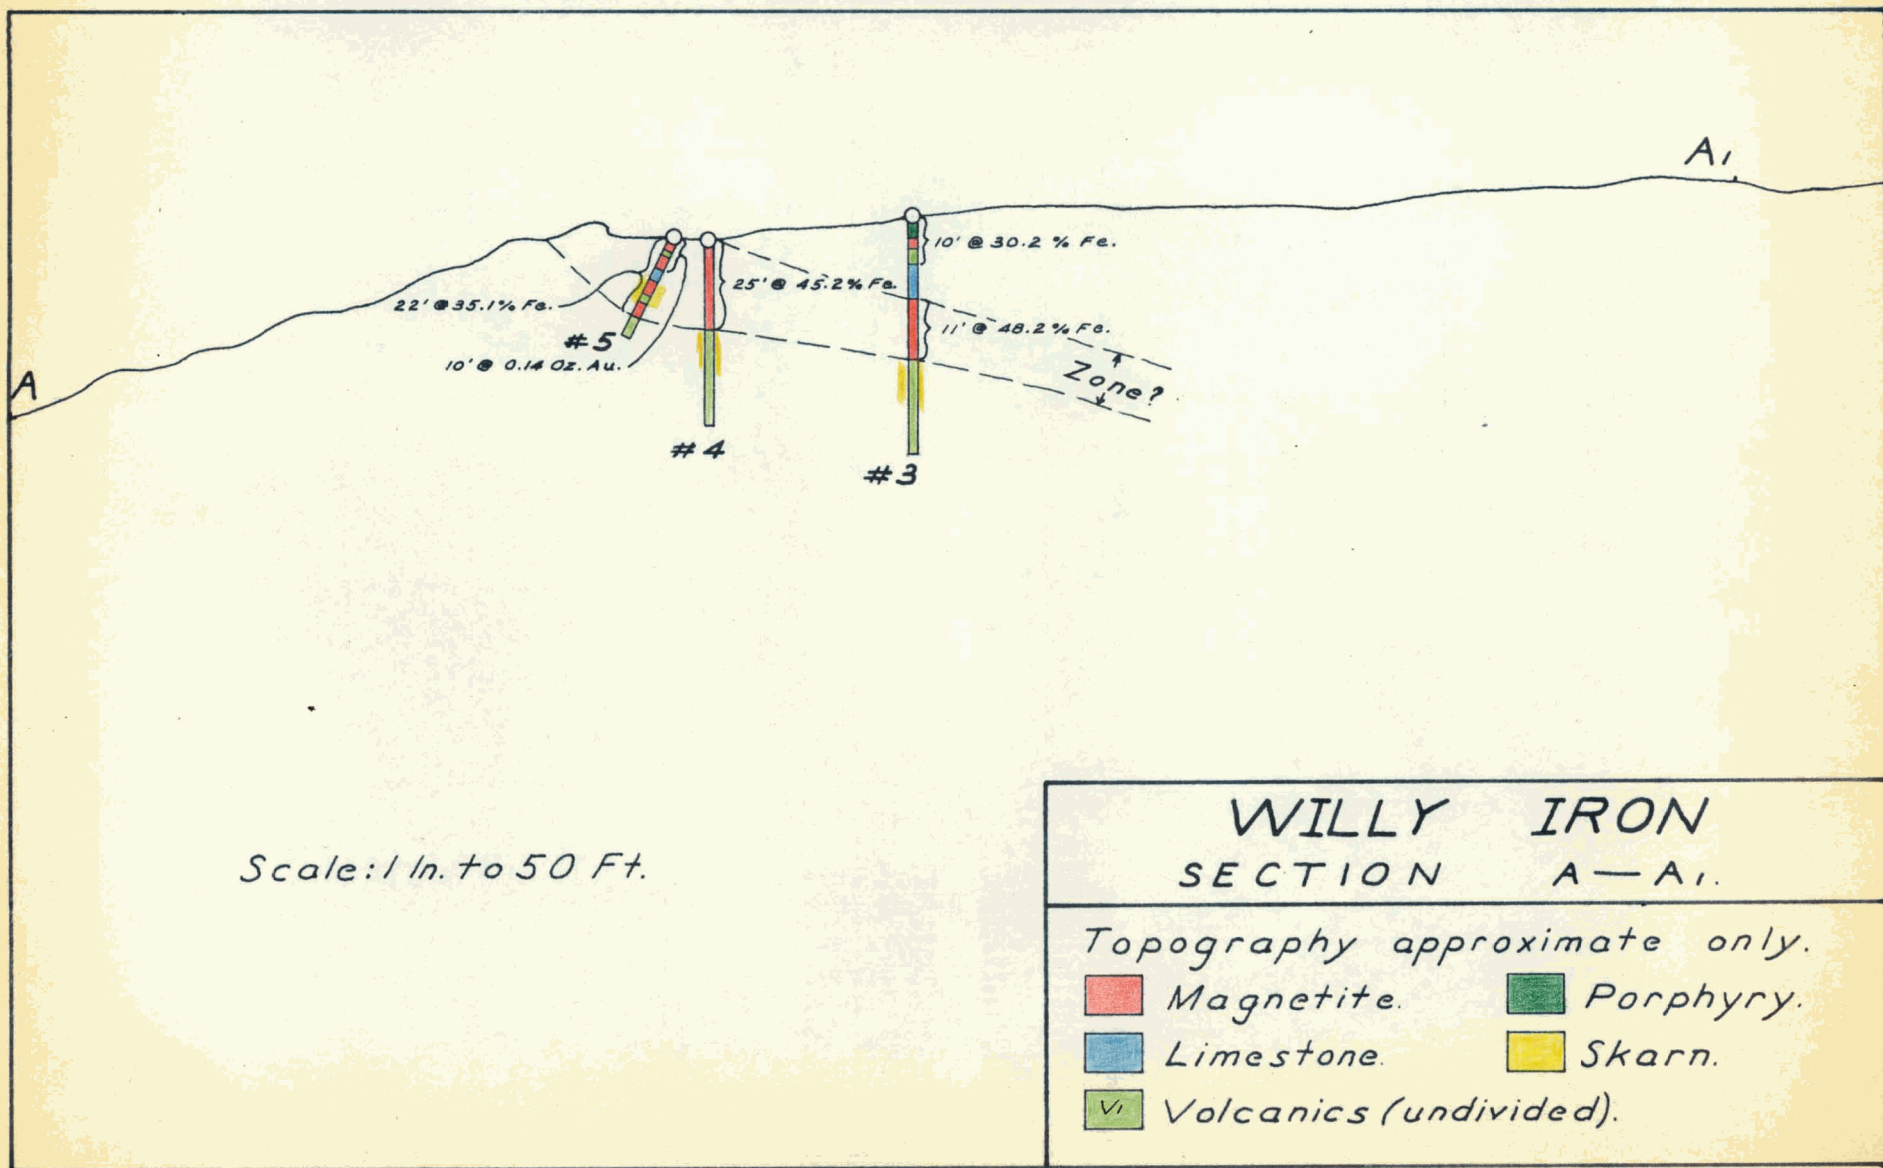 A₁
10' @ 30.2 % Fe.
25' @ 45.2% Fe.
22' @ 35.1% Fe.
11' @ 48.2 % Fe.
#5
10' @ 0.14 Oz. Au.
Zone?
A
#4
#3
WILLY IRON
Scale: 1 In. to 50 Ft.
SECTION A — A₁.
Topography approximate only.
Magnetite.
Porphyry.
Limestone.
Skarn.
V₁
Volcanics (undivided).